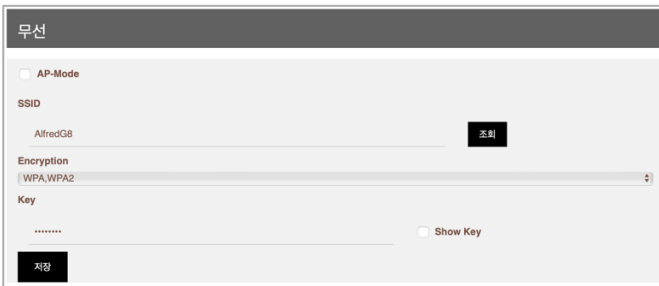 무선
AP-Mode
SSID
AlfredG8
조회
Encryption
WPA,WPA2
Key
••••••••
Show Key
저장